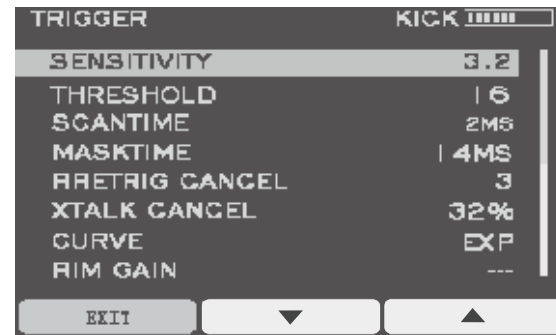 TRIGGER KICK
SENSITIVITY 3.2
THRESHOLD 16
SCANTIME 2MS
MASKTIME 14MS
RRETRIG CANCEL 3
XTALK CANCEL 32%
CURVE EXP
RIM GAIN ---
EXIT ▼ ▲